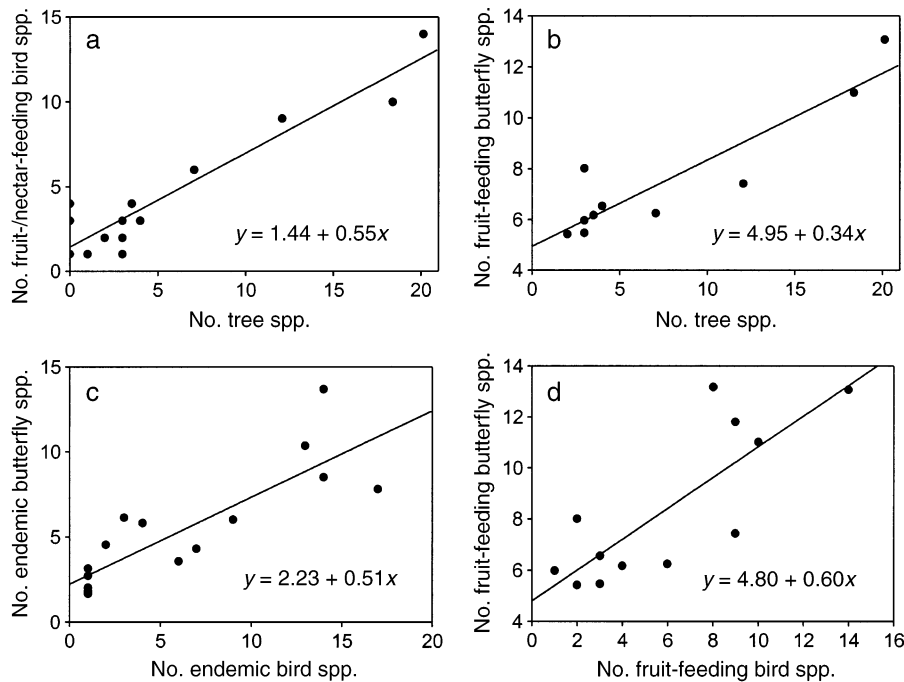 a
No. fruit-/nectar-feeding bird spp.
15
10
5
0
y = 1.44 + 0.55x
0 5 10 15 20
No. tree spp.
b
No. fruit-feeding butterfly spp.
14
12
10
8
6
4
y = 4.95 + 0.34x
0 5 10 15 20
No. tree spp.
c
No. endemic butterfly spp.
15
10
5
0
y = 2.23 + 0.51x
0 5 10 15 20
No. endemic bird spp.
d
No. fruit-feeding butterfly spp.
14
12
10
8
6
4
y = 4.80 + 0.60x
0 2 4 6 8 10 12 14 16
No. fruit-feeding bird spp.